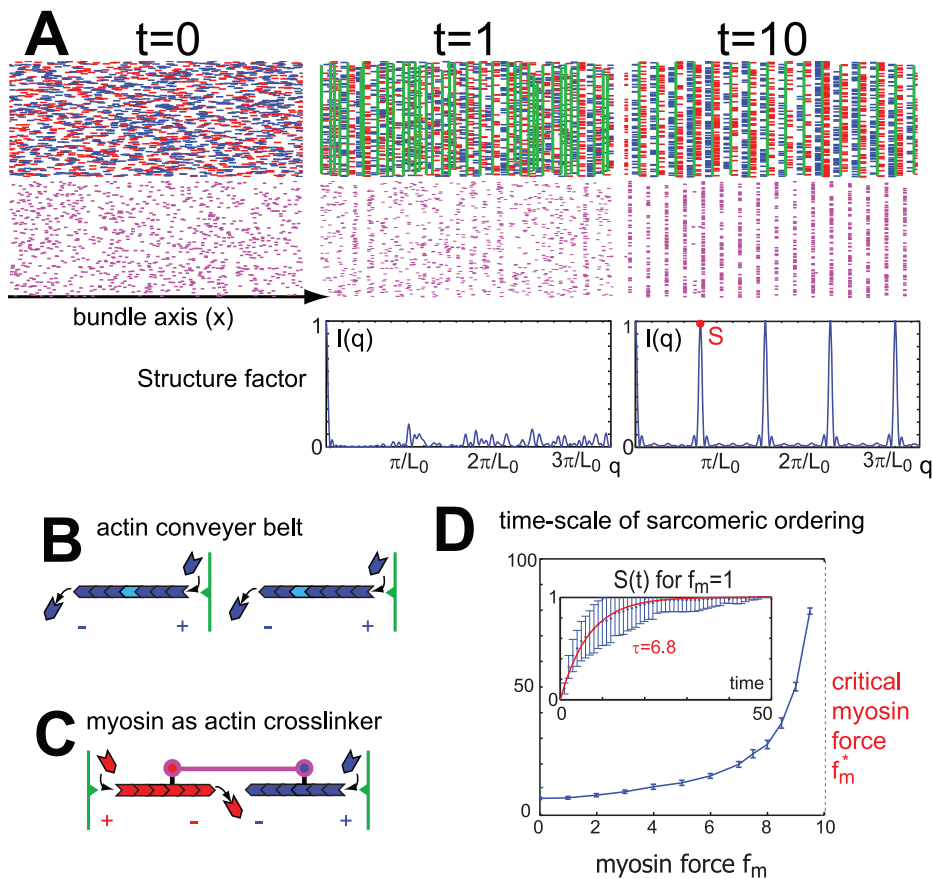 A
t=0
t=1
t=10
bundle axis (x)
Structure factor
1
I(q)
0
π/L₀
2π/L₀
3π/L₀
q
1
I(q)
S
0
π/L₀
2π/L₀
3π/L₀
q
B
actin conveyer belt
-
+
-
+
C
myosin as actin crosslinker
+
-
-
+
D
time-scale of sarcomeric ordering
100
50
0
0
2
4
6
8
10
S(t) for fₘ=1
1
0
τ=6.8
time
0
50
critical
myosin
force
fₘ*
myosin force fₘ